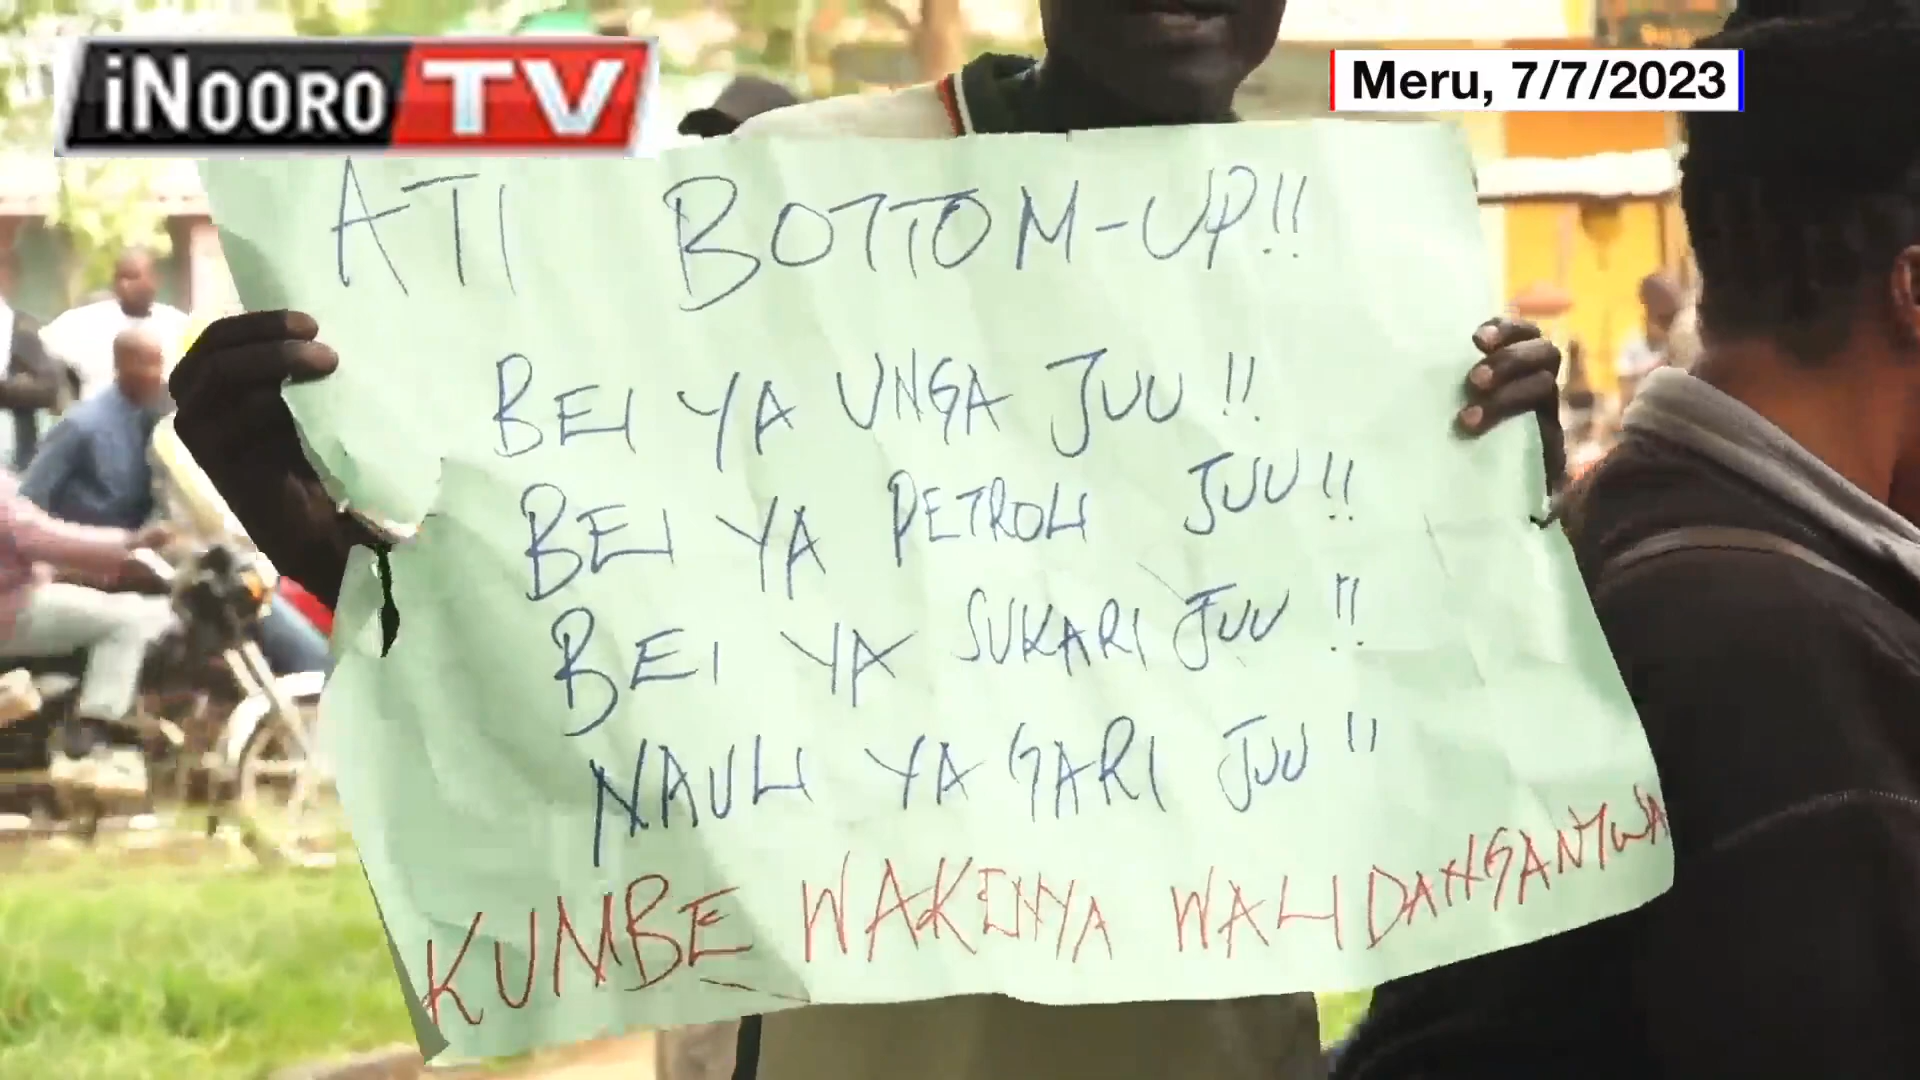 iNOORO TV
Meru, 7/7/2023
ATI BOTTOM-UP!!
BEI YA UNGA JUU!!
BEI YA PETROLI JUU!!
BEI YA SUKARI JUU!!
NAULI YA GARI JUU!!
KUMBE WAKENYA WALIDANGANYWA